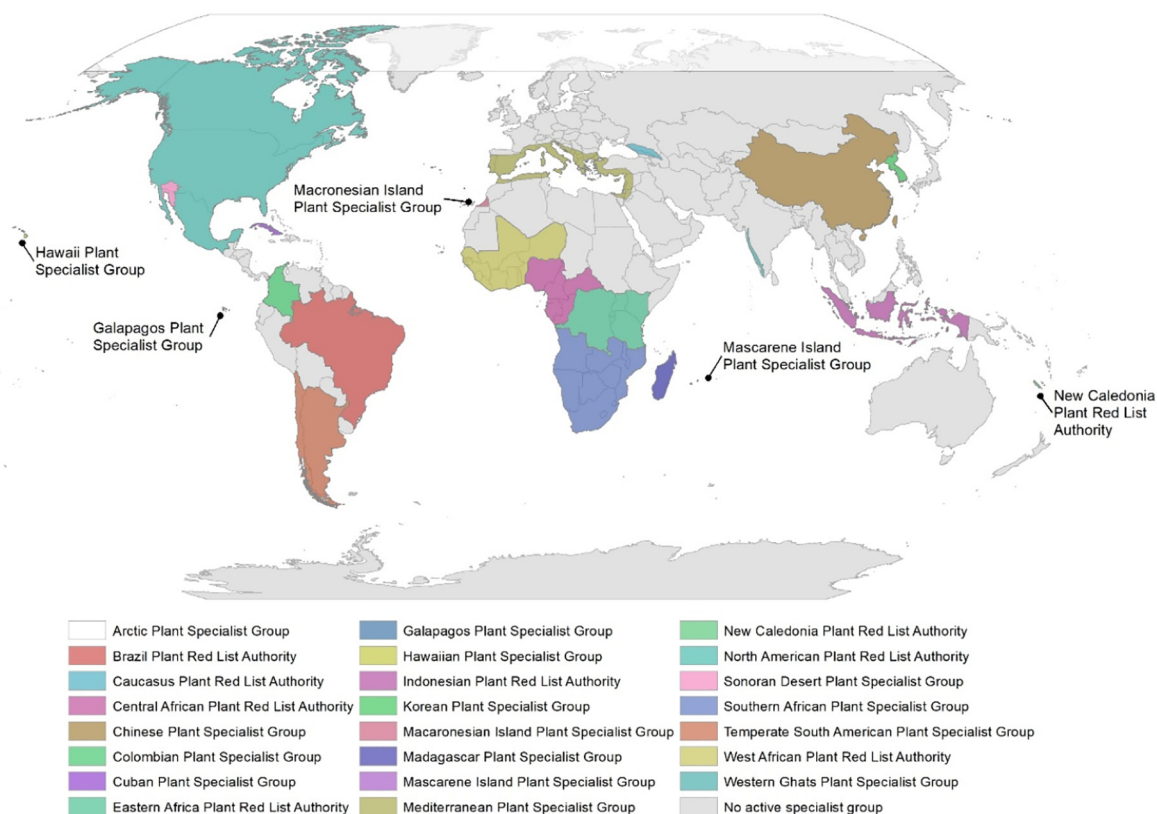 Macronesian Island
Plant Specialist Group
Hawaii Plant
Specialist Group
Galapagos Plant
Specialist Group
Mascarene Island
Plant Specialist Group
New Caledonia
Plant Red List
Authority
Arctic Plant Specialist Group
Brazil Plant Red List Authority
Caucasus Plant Red List Authority
Central African Plant Red List Authority
Chinese Plant Specialist Group
Colombian Plant Specialist Group
Cuban Plant Specialist Group
Eastern Africa Plant Red List Authority
Galapagos Plant Specialist Group
Hawaiian Plant Specialist Group
Indonesian Plant Red List Authority
Korean Plant Specialist Group
Macaronesian Island Plant Specialist Group
Madagascar Plant Specialist Group
Mascarene Island Plant Specialist Group
Mediterranean Plant Specialist Group
New Caledonia Plant Red List Authority
North American Plant Red List Authority
Sonoran Desert Plant Specialist Group
Southern African Plant Specialist Group
Temperate South American Plant Specialist Group
West African Plant Red List Authority
Western Ghats Plant Specialist Group
No active specialist group